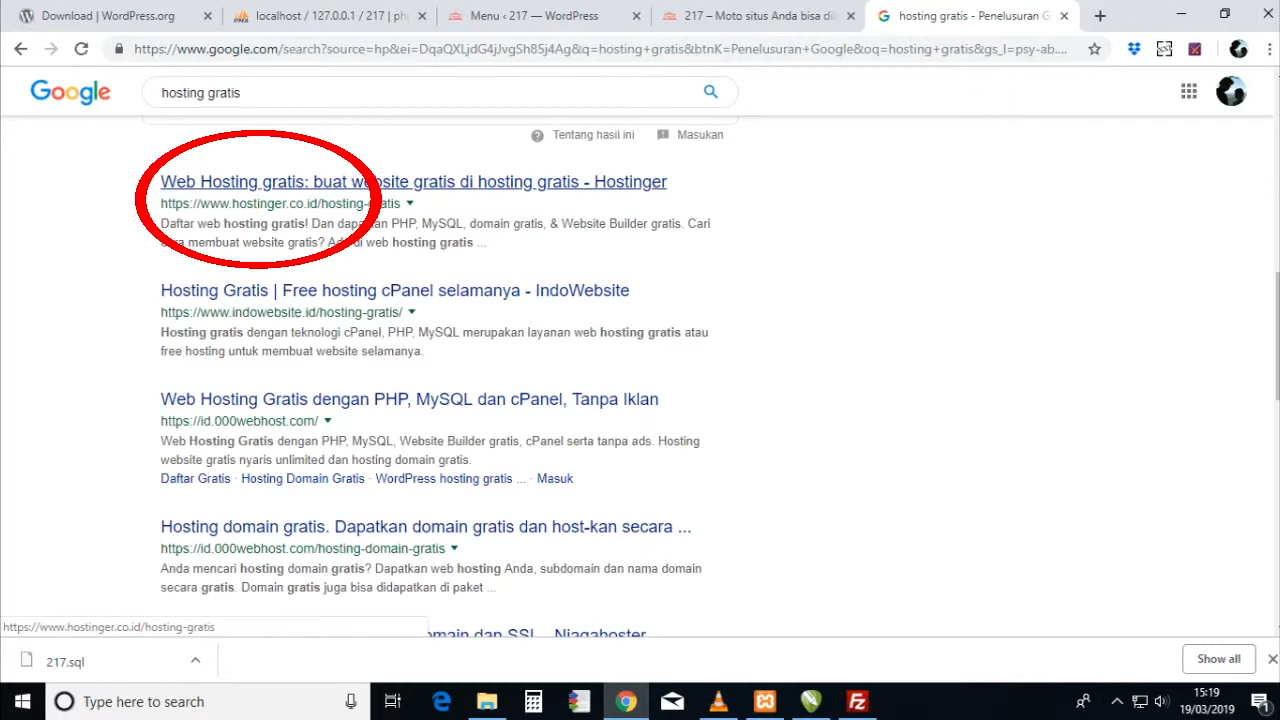 Download | WordPress.org
localhost / 127.0.0.1 / 217 | ph
Menu ‹ 217 — WordPress
217 – Moto situs Anda bisa di
hosting gratis - Penelusuran G
https://www.google.com/search?source=hp&ei=DqaQXLjdG4jJvgSh85j4Ag&q=hosting+gratis&btnK=Penelusuran+Google&oq=hosting+gratis&gs_l=psy-ab....
Google
hosting gratis
Tentang hasil ini
Masukan
Web Hosting gratis: buat website gratis di hosting gratis - Hostinger
https://www.hostinger.co.id/hosting-gratis
Daftar web hosting gratis! Dan dapatkan PHP, MySQL, domain gratis, & Website Builder gratis. Cari
cara membuat website gratis? Ada di web hosting gratis ...
Hosting Gratis | Free hosting cPanel selamanya - IndoWebsite
https://www.indowebsite.id/hosting-gratis/
Hosting gratis dengan teknologi cPanel, PHP, MySQL merupakan layanan web hosting gratis atau
free hosting untuk membuat website selamanya.
Web Hosting Gratis dengan PHP, MySQL dan cPanel, Tanpa Iklan
https://id.000webhost.com/
Web Hosting Gratis dengan PHP, MySQL, Website Builder gratis, cPanel serta tanpa ads. Hosting
website gratis nyaris unlimited dan hosting domain gratis.
Daftar Gratis · Hosting Domain Gratis · WordPress hosting gratis ... · Masuk
Hosting domain gratis. Dapatkan domain gratis dan host-kan secara ...
https://id.000webhost.com/hosting-domain-gratis
Anda mencari hosting domain gratis? Dapatkan web hosting Anda, subdomain dan nama domain
secara gratis. Domain gratis juga bisa didapatkan di paket ...
omain dan SSL - Niagahoster
https://www.hostinger.co.id/hosting-gratis
217.sql
Show all
Type here to search
15:19
19/03/2019
1